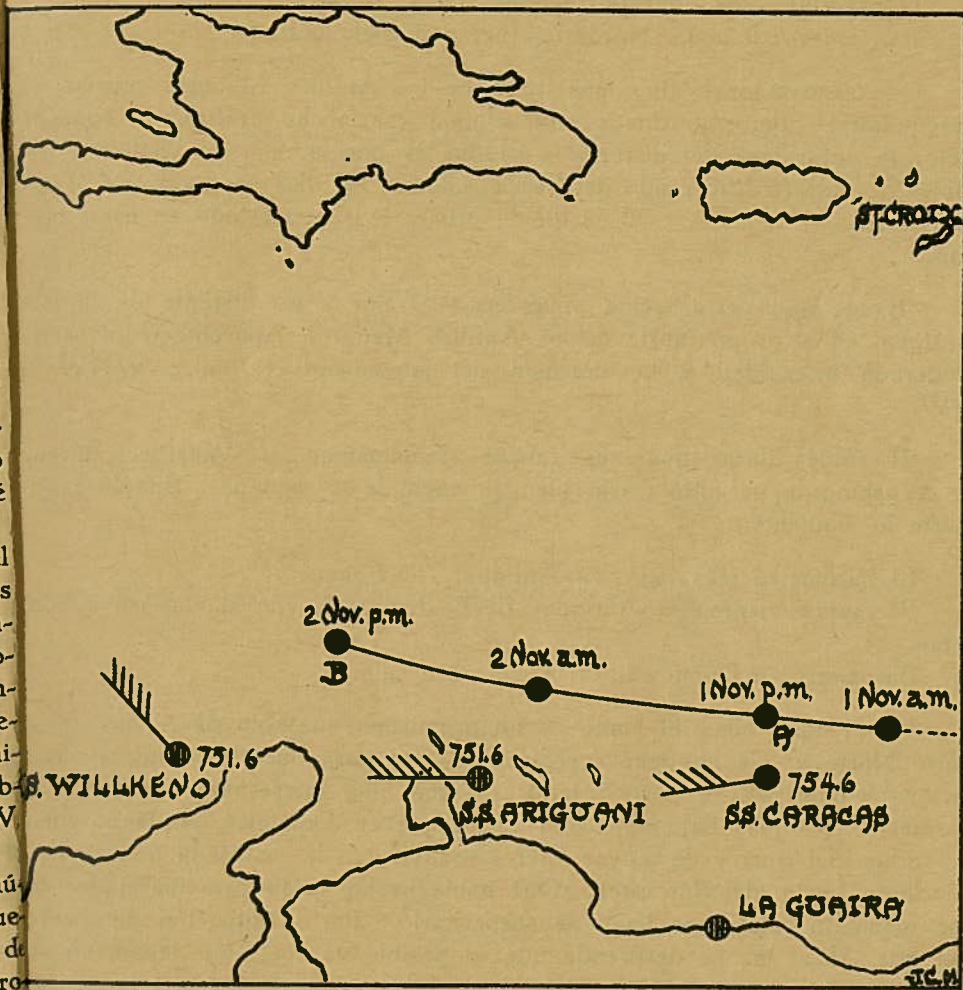 ST. CROIX
2 Nov. p.m.
B
2 Nov. a.m.
1 Nov. p.m.
A
1 Nov. a.m.
751.6
S. WILLKENO
751.6
S.S. ARIGUANI
754.6
SS. CARACAS
LA GUAIRA
J.C.M.